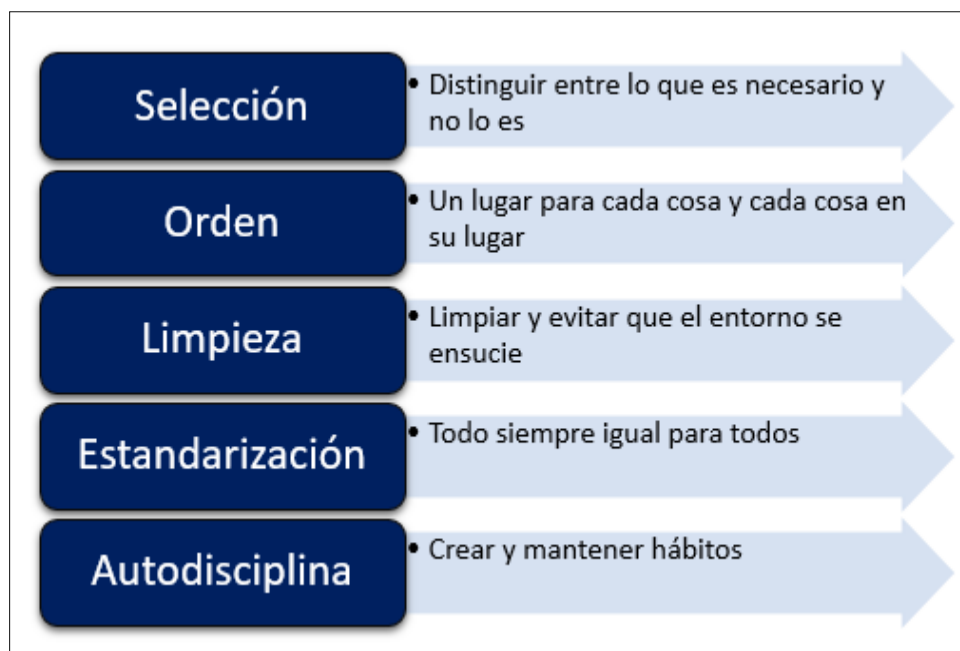 Selección
• Distinguir entre lo que es necesario y
no lo es
Orden
• Un lugar para cada cosa y cada cosa en
su lugar
Limpieza
• Limpiar y evitar que el entorno se
ensucie
Estandarización
• Todo siempre igual para todos
Autodisciplina
• Crear y mantener hábitos